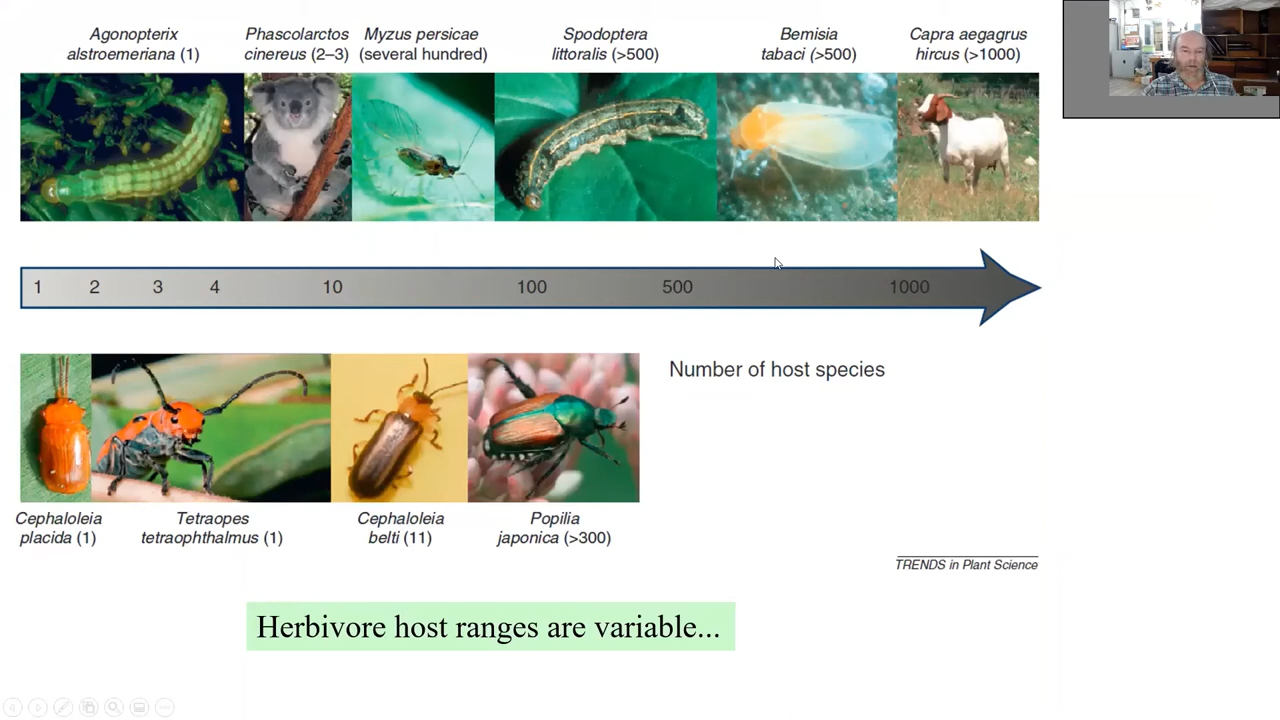 Agonopterix
alstroemeriana (1)
Phascolarctos
cinereus (2–3)
Myzus persicae
(several hundred)
Spodoptera
littoralis (>500)
Bemisia
tabaci (>500)
Capra aegagrus
hircus (>1000)
1 2 3 4 10 100 500 1000
Number of host species
Cephaloleia
placida (1)
Tetraopes
tetraophthalmus (1)
Cephaloleia
belti (11)
Popilia
japonica (>300)
TRENDS in Plant Science
Herbivore host ranges are variable...